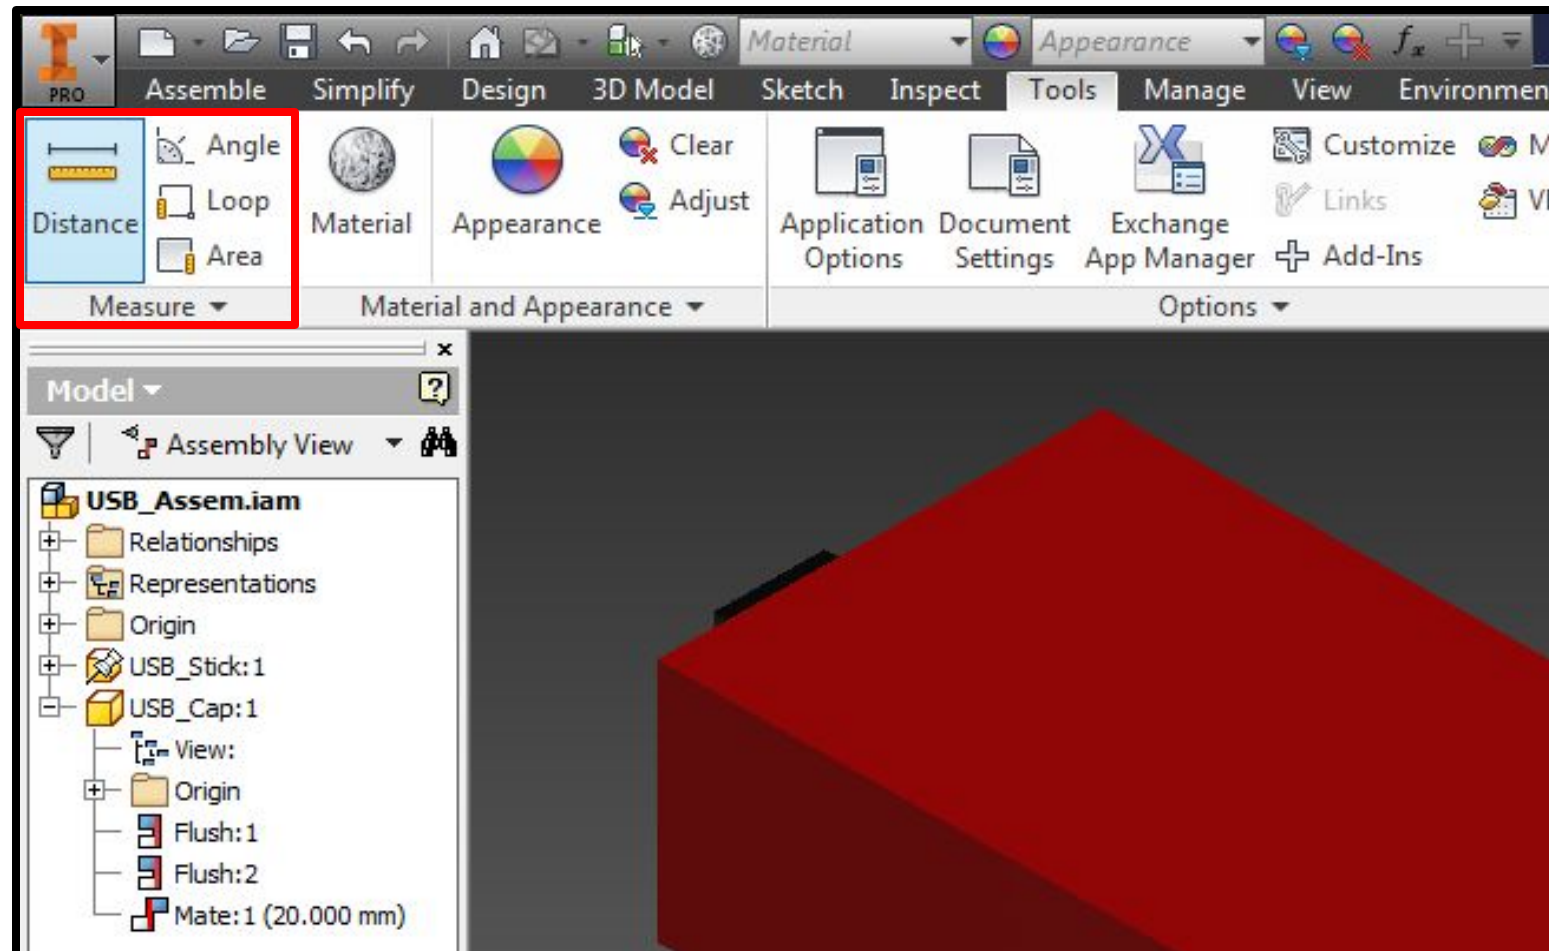 Material Appearance fx
PRO Assemble Simplify Design 3D Model Sketch Inspect Tools Manage View Environmen
Distance
Angle
Loop
Area
Material
Appearance
Clear
Adjust
Application Options
Document Settings
Exchange App Manager
Customize
Links
Add-Ins
M
VI
Measure
Material and Appearance
Options
Model
Assembly View
USB_Assem.iam
Relationships
Representations
Origin
USB_Stick:1
USB_Cap:1
View:
Origin
Flush:1
Flush:2
Mate:1 (20.000 mm)